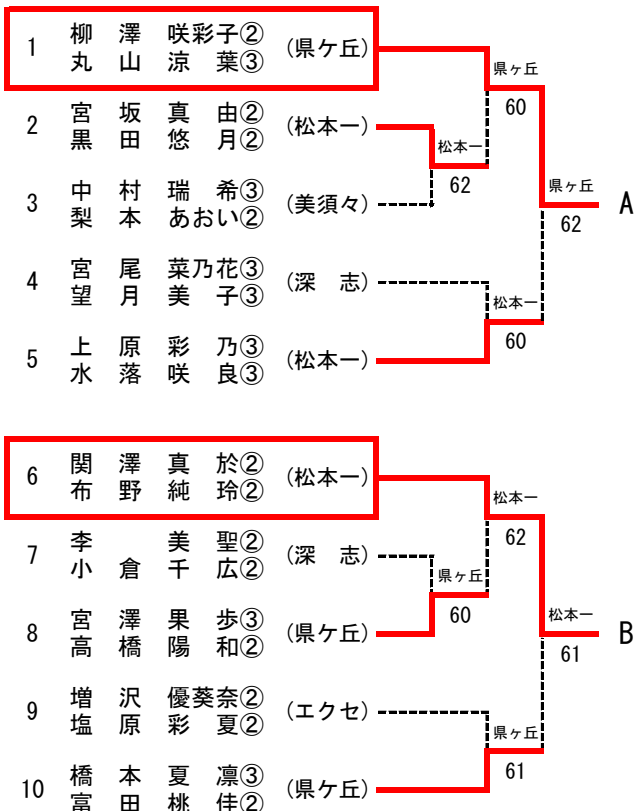 1 柳澤 咲彩子② (県ケ丘)
丸山 涼葉③
県ヶ丘
60
2 宮坂 真由② (松本一)
黒田 悠月②
松本一
62
3 中村 瑞希③ (美須々)
梨本 あおい②
県ヶ丘
62
A
4 宮尾 菜乃花③ (深 志)
望月 美子③
松本一
60
5 上原 彩乃③ (松本一)
水落 咲良③
6 関澤 真於② (松本一)
布野 純玲②
松本一
62
7 李 美聖② (深 志)
小倉 千広②
県ヶ丘
60
8 宮澤 果歩③ (県ケ丘)
高橋 陽和②
松本一
61
B
9 増沢 優葵奈② (エクセ)
塩原 彩夏②
県ヶ丘
61
10 橋本 夏凛③ (県ケ丘)
富田 桃佳②